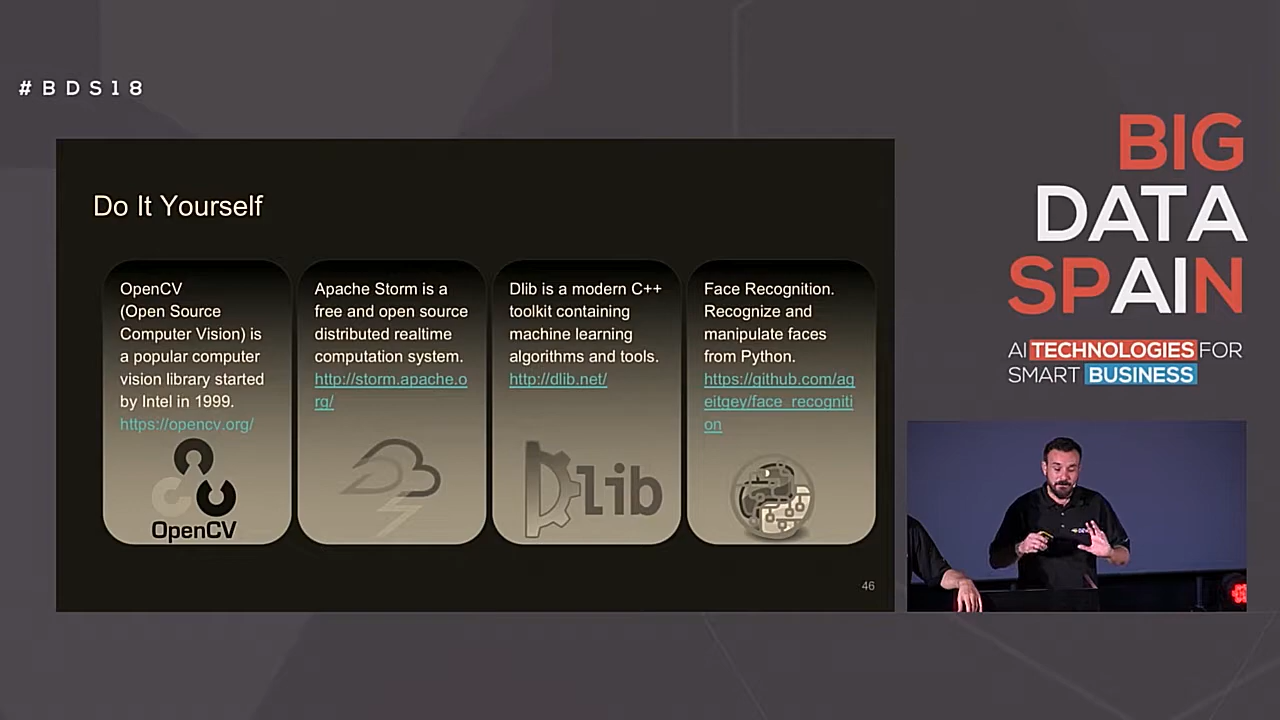 #BDS18
BIG
DATA
SPAIN
AI TECHNOLOGIES FOR
SMART BUSINESS
Do It Yourself
OpenCV
(Open Source
Computer Vision) is
a popular computer
vision library started
by Intel in 1999.
https://opencv.org/
OpenCV
Apache Storm is a
free and open source
distributed realtime
computation system.
http://storm.apache.o
rg/
Dlib is a modern C++
toolkit containing
machine learning
algorithms and tools.
http://dlib.net/
Dlib
Face Recognition.
Recognize and
manipulate faces
from Python.
https://github.com/ag
eitgey/face_recogniti
on
46